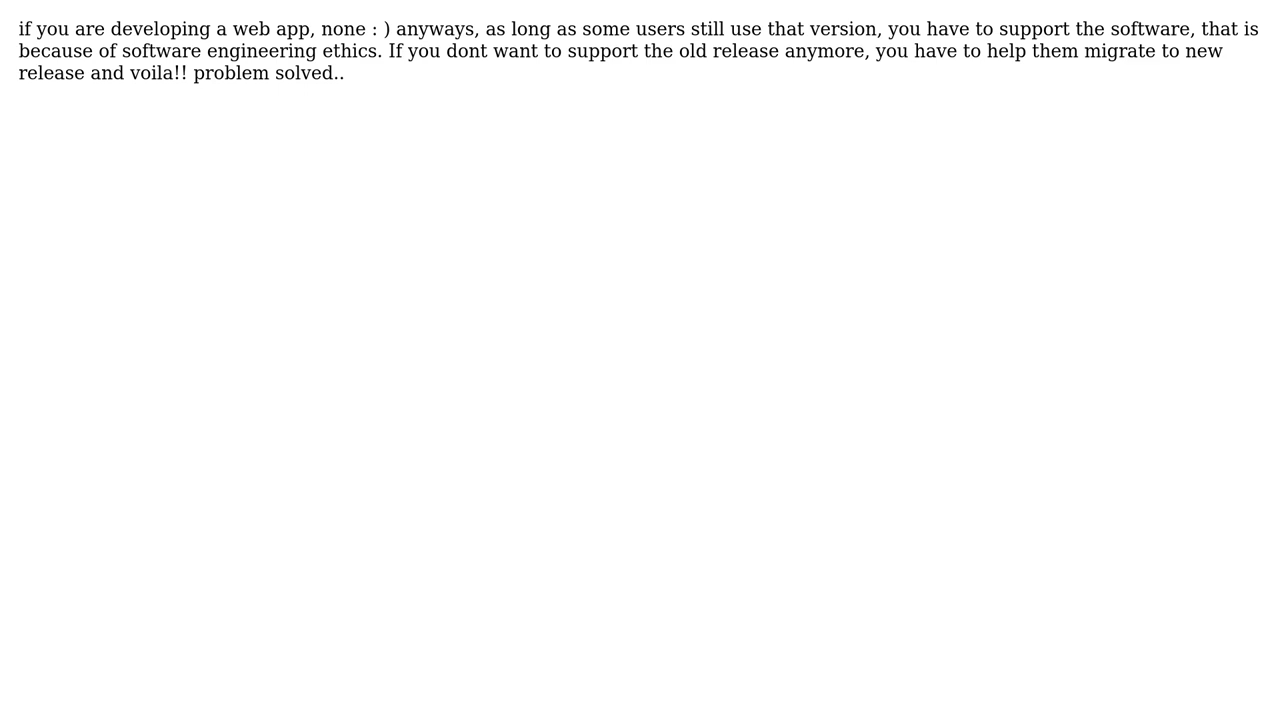 if you are developing a web app, none : ) anyways, as long as some users still use that version, you have to support the software, that is
because of software engineering ethics. If you dont want to support the old release anymore, you have to help them migrate to new
release and voila!! problem solved..